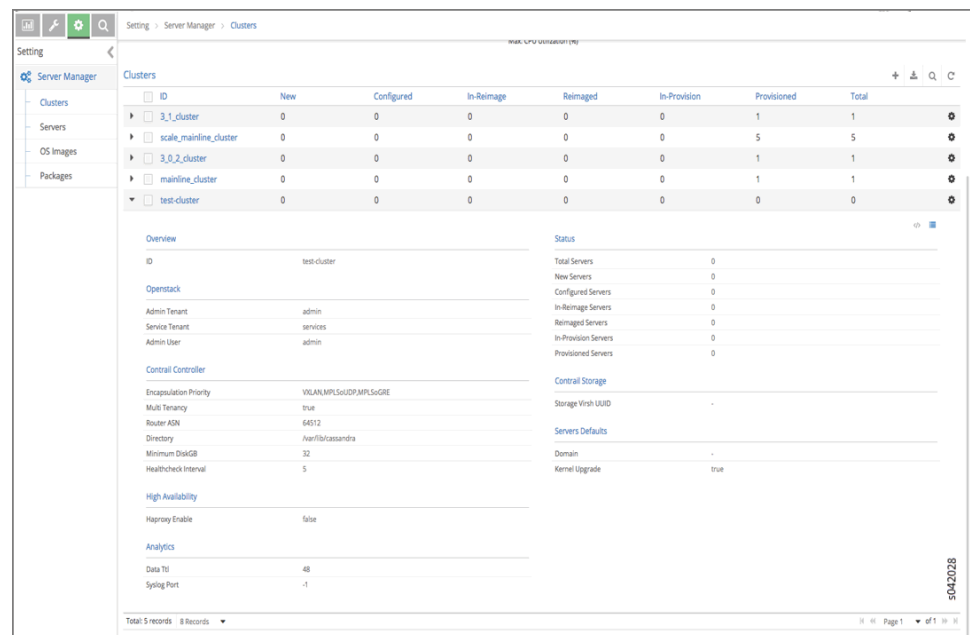 Setting > Server Manager > Clusters
Setting
Max. CPU Utilization (%)
Server Manager
Clusters
Servers
OS Images
Packages
Clusters
ID New Configured In-Reimage Reimaged In-Provision Provisioned Total
3_1_cluster 0 0 0 0 0 1 1
scale_mainline_cluster 0 0 0 0 0 5 5
3_0_2_cluster 0 0 0 0 0 1 1
mainline_cluster 0 0 0 0 0 1 1
test-cluster 0 0 0 0 0 0 0
</>
Overview
ID test-cluster
Openstack
Admin Tenant admin
Service Tenant services
Admin User admin
Contrail Controller
Encapsulation Priority VXLAN,MPLSoUDP,MPLSoGRE
Multi Tenancy true
Router ASN 64512
Directory /var/lib/cassandra
Minimum DiskGB 32
Healthcheck Interval 5
High Availability
Haproxy Enable false
Analytics
Data Ttl 48
Syslog Port -1
Status
Total Servers 0
New Servers 0
Configured Servers 0
In-Reimage Servers 0
Reimaged Servers 0
In-Provision Servers 0
Provisioned Servers 0
Contrail Storage
Storage Virsh UUID -
Servers Defaults
Domain -
Kernel Upgrade true
s042028
Total: 5 records 8 Records Page 1 of 1